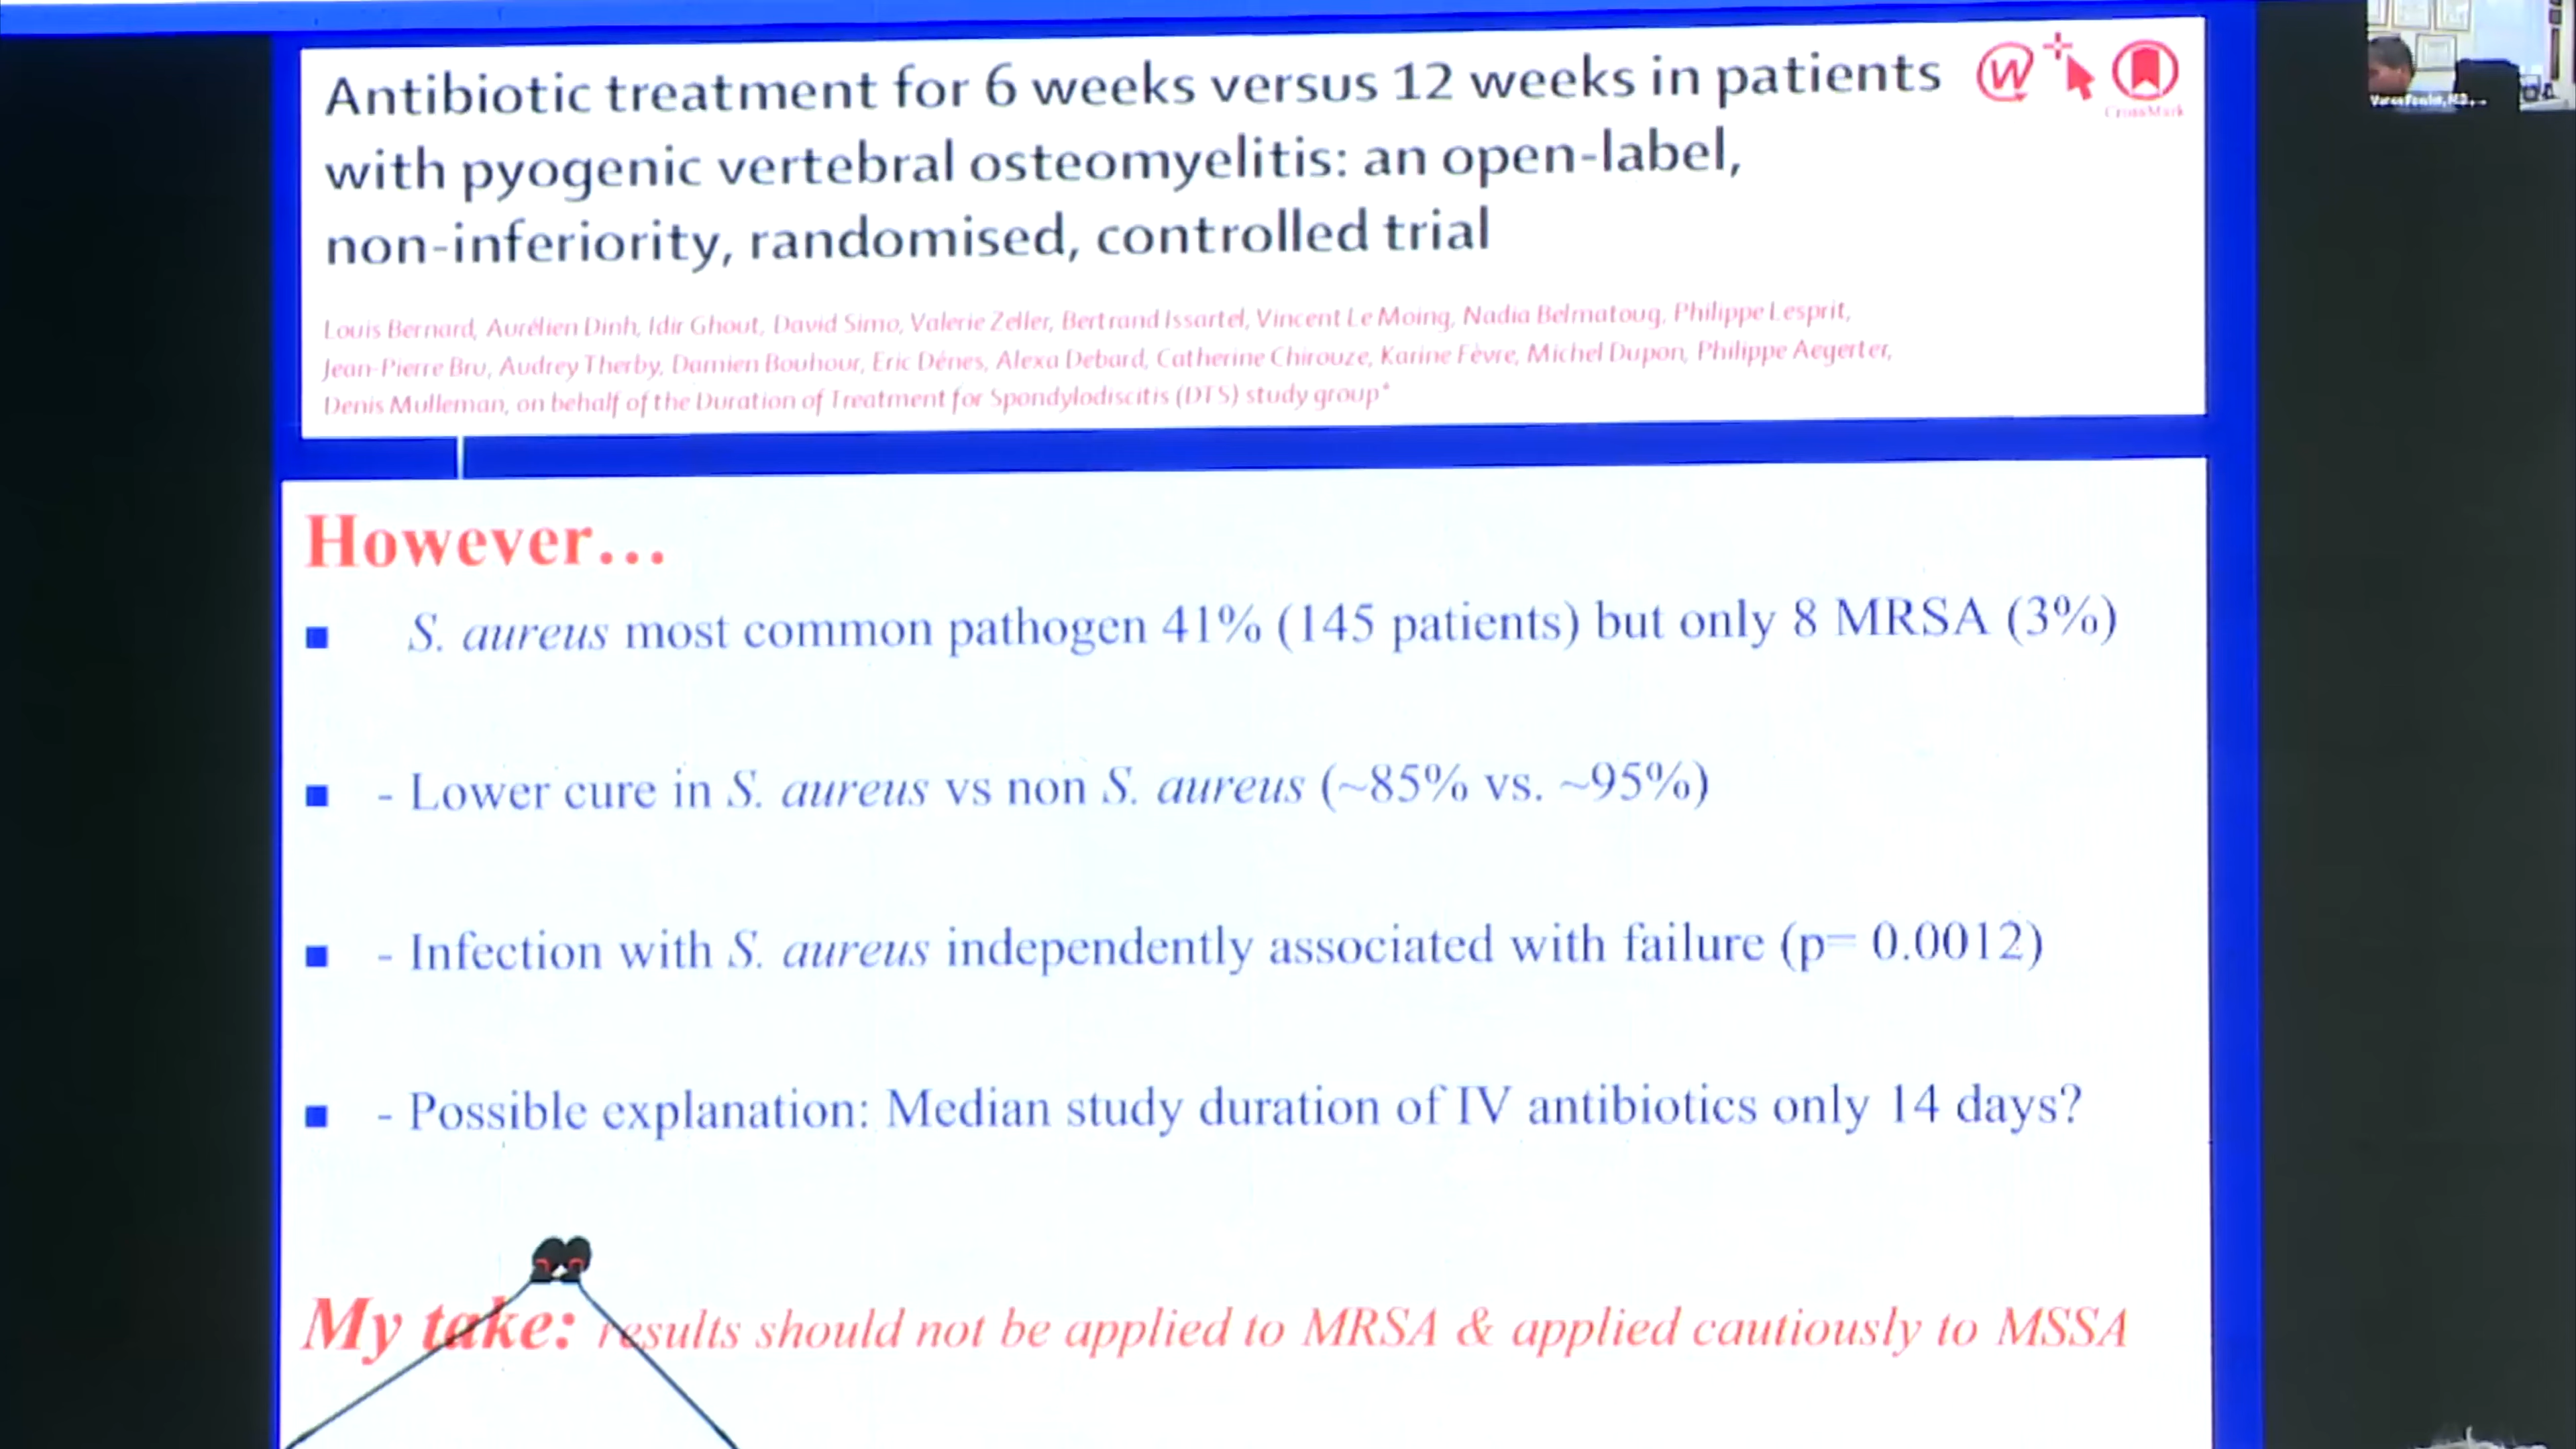 Antibiotic treatment for 6 weeks versus 12 weeks in patients
with pyogenic vertebral osteomyelitis: an open-label,
non-inferiority, randomised, controlled trial
W
CrossMark
Louis Bernard, Aurélien Dinh, Idir Ghout, David Simo, Valerie Zeller, Bertrand Issartel, Vincent Le Moing, Nadia Belmatoug, Philippe Lesprit,
Jean-Pierre Bru, Audrey Therby, Damien Bouhour, Eric Dénes, Alexa Debard, Catherine Chirouze, Karine Fèvre, Michel Dupon, Philippe Aegerter,
Denis Mulleman, on behalf of the Duration of Treatment for Spondylodiscitis (DTS) study group*
However...
S. aureus most common pathogen 41% (145 patients) but only 8 MRSA (3%)
- Lower cure in S. aureus vs non S. aureus (~85% vs. ~95%)
- Infection with S. aureus independently associated with failure (p= 0.0012)
- Possible explanation: Median study duration of IV antibiotics only 14 days?
My take: results should not be applied to MRSA & applied cautiously to MSSA